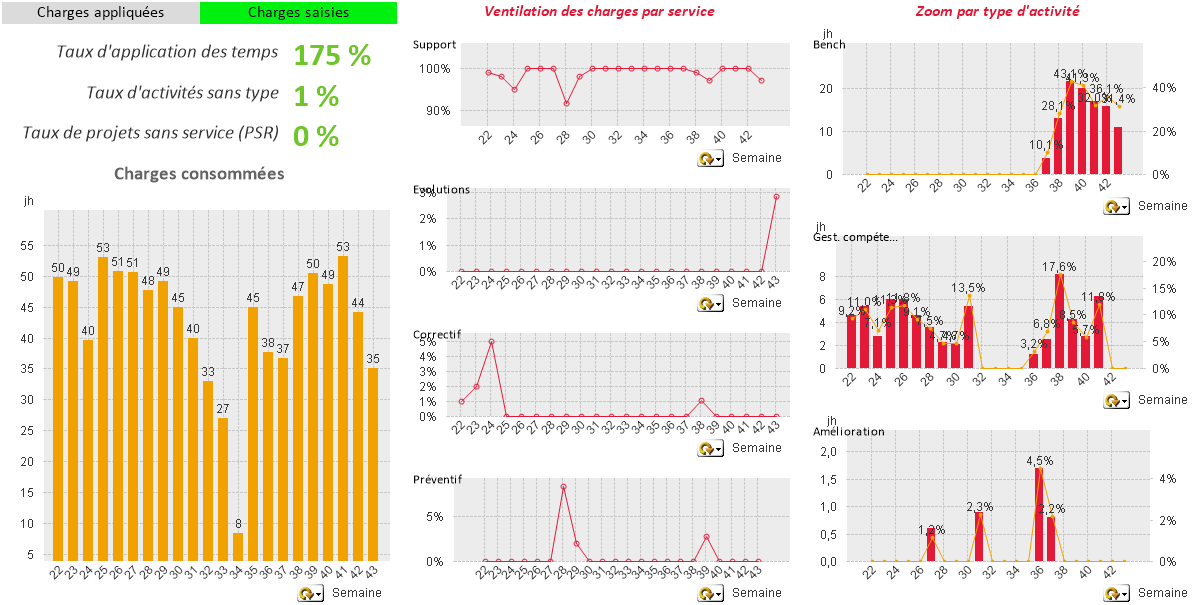 Charges appliquées
Charges saisies
Taux d'application des temps 175 %
Taux d'activités sans type 1 %
Taux de projets sans service (PSR) 0 %
Charges consommées
jh
55
50
45
40
35
30
25
20
15
10
5
50 49 40 53 51 51 48 49 45 40 33 27 8 45 38 37 47 50 49 53 44 35
22 23 24 25 26 27 28 29 30 31 32 33 34 35 36 37 38 39 40 41 42 43
Semaine
Ventilation des charges par service
Support
100%
90%
22 24 26 28 30 32 34 36 38 40 42
Semaine
Evolutions
3%
2%
1%
0%
22 23 24 25 26 27 28 29 30 31 32 33 34 35 36 37 38 39 40 41 42 43
Semaine
Correctif
5%
4%
3%
2%
1%
0%
22 23 24 25 26 27 28 29 30 31 32 33 34 35 36 37 38 39 40 41 42 43
Semaine
Préventif
5%
0%
22 23 24 25 26 27 28 29 30 31 32 33 34 35 36 37 38 39 40 41 42 43
Semaine
Zoom par type d'activité
jh
Bench
20
10
0
10,1% 28,1% 43,1% 41,3% 32,0% 36,1% 31,4%
40%
20%
0%
22 24 26 28 30 32 34 36 38 40 42
Semaine
jh
Gest. compéte...
8
6
4
2
0
9,2% 11,0% 7,1% 9,1% 7,5% 4,7% 4,7% 13,5% 3,2% 6,8% 17,6% 8,5% 5,7% 11,8%
20%
15%
10%
5%
0%
22 24 26 28 30 32 34 36 38 40 42
Semaine
jh
Amélioration
2,0
1,5
1,0
0,5
0,0
1,2% 2,3% 4,5% 2,2%
4%
2%
0%
22 24 26 28 30 32 34 36 38 40 42
Semaine